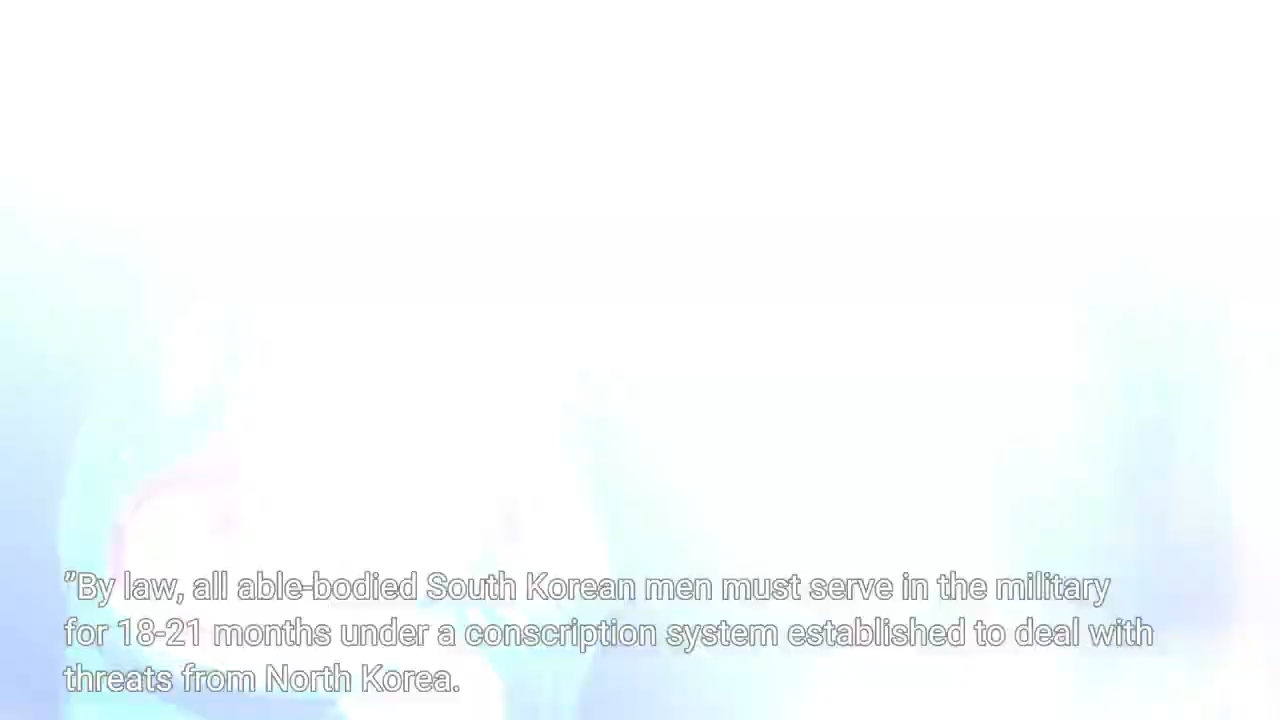 "By law, all able-bodied South Korean men must serve in the military
for 18-21 months under a conscription system established to deal with
threats from North Korea.